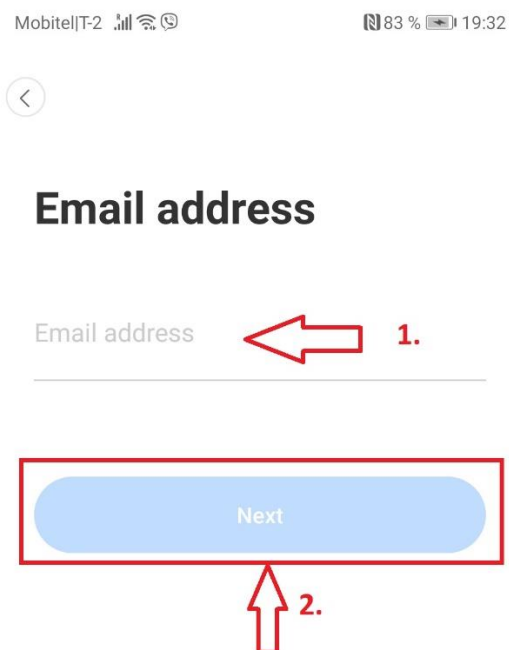 Mobitel|T-2 83 % 19:32
Email address
Email address
1.
Next
2.